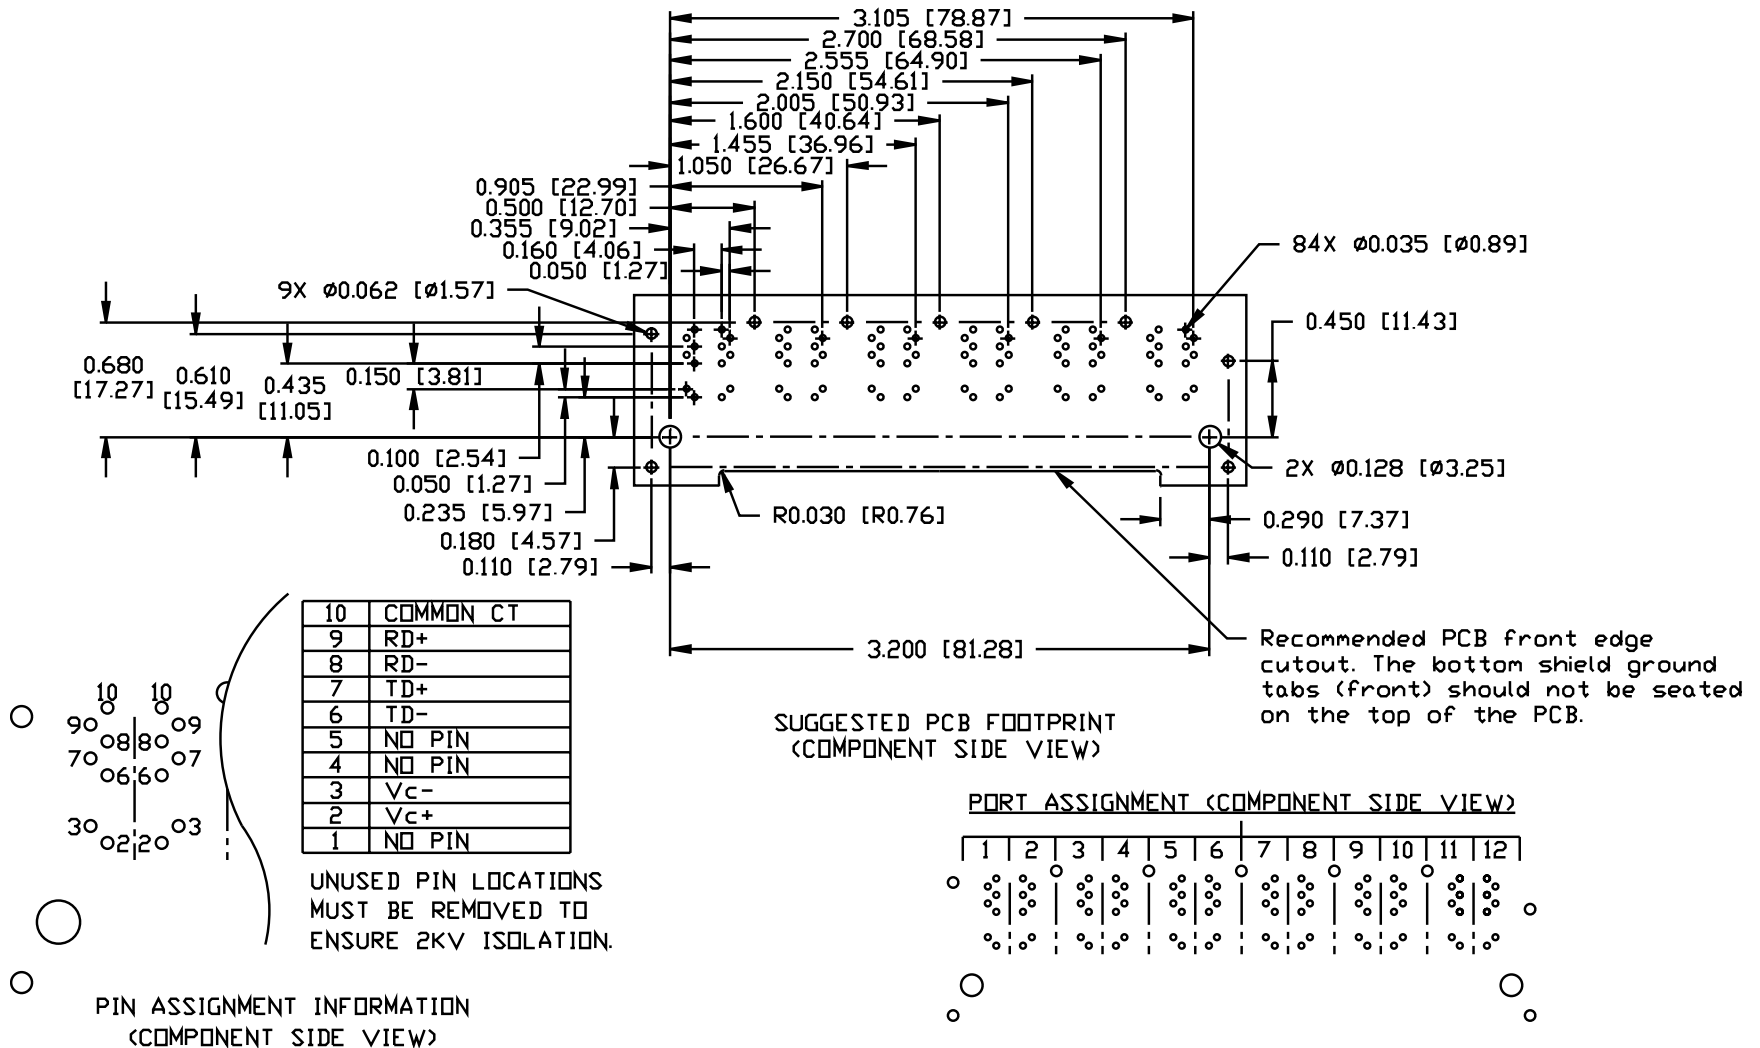 3.105 [78.87]
2.700 [68.58]
2.555 [64.90]
2.150 [54.61]
2.005 [50.93]
1.600 [40.64]
1.455 [36.96]
1.050 [26.67]
0.905 [22.99]
0.500 [12.70]
0.355 [9.02]
0.160 [4.06]
0.050 [1.27]
84X Ø0.035 [Ø0.89]
9X Ø0.062 [Ø1.57]
0.450 [11.43]
0.680
[17.27]
0.610
[15.49]
0.435
[11.05]
0.150 [3.81]
0.100 [2.54]
0.050 [1.27]
0.235 [5.97]
0.180 [4.57]
0.110 [2.79]
2X Ø0.128 [Ø3.25]
R0.030 [R0.76]
0.290 [7.37]
0.110 [2.79]
3.200 [81.28]
Recommended PCB front edge
cutout. The bottom shield ground
tabs (front) should not be seated
on the top of the PCB.
SUGGESTED PCB FOOTPRINT
(COMPONENT SIDE VIEW)
10 COMMON CT
9 RD+
8 RD-
7 TD+
6 TD-
5 NO PIN
4 NO PIN
3 Vc-
2 Vc+
1 NO PIN
10 10
9 9
8 8
7 7
6 6
3 3
2 2
UNUSED PIN LOCATIONS
MUST BE REMOVED TO
ENSURE 2KV ISOLATION.
PIN ASSIGNMENT INFORMATION
(COMPONENT SIDE VIEW)
PORT ASSIGNMENT (COMPONENT SIDE VIEW)
1 2 3 4 5 6 7 8 9 10 11 12